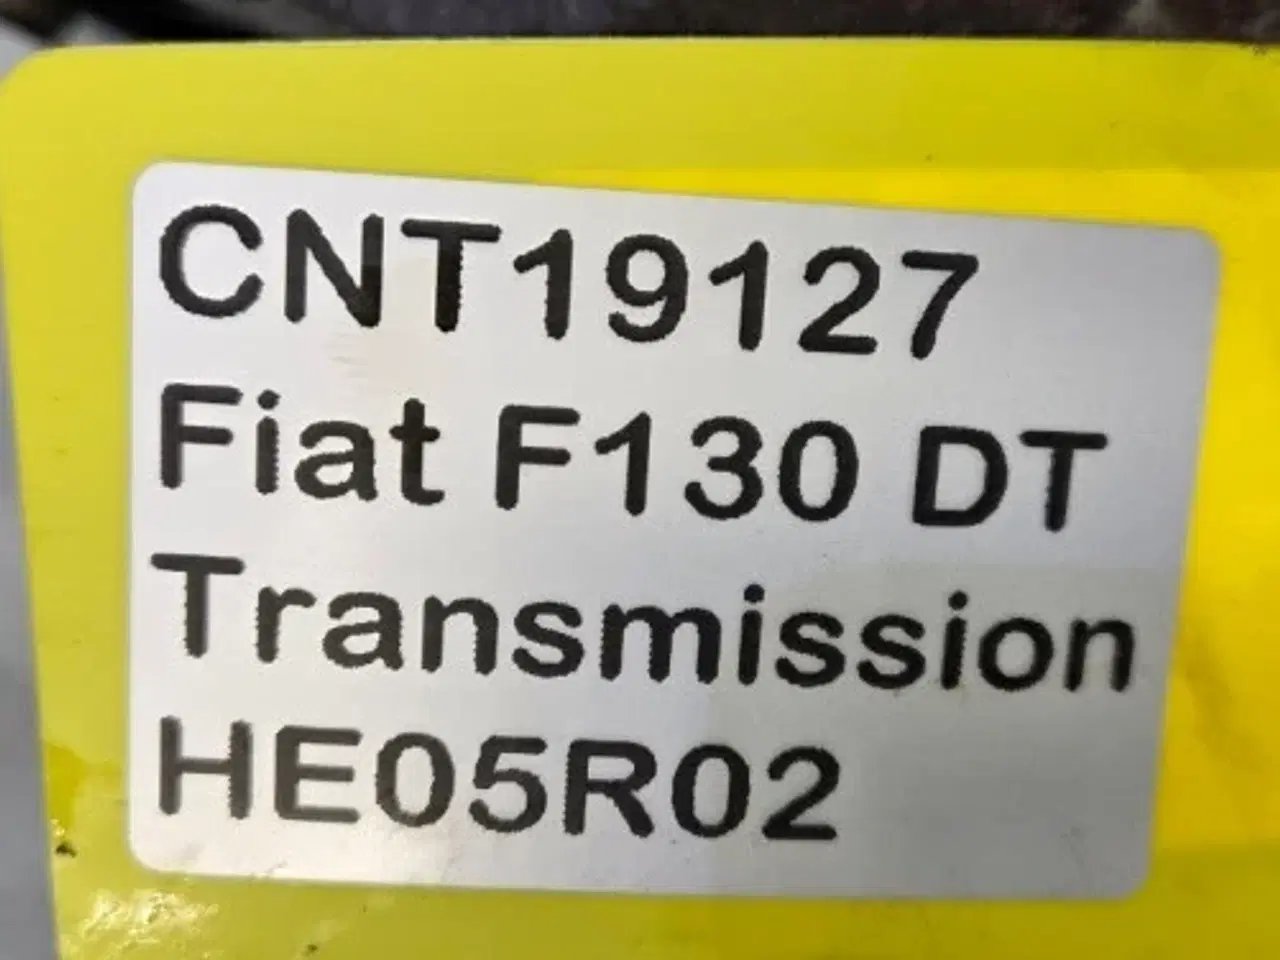 CNT19127
Fiat F130 DT
Transmission
HE05R02